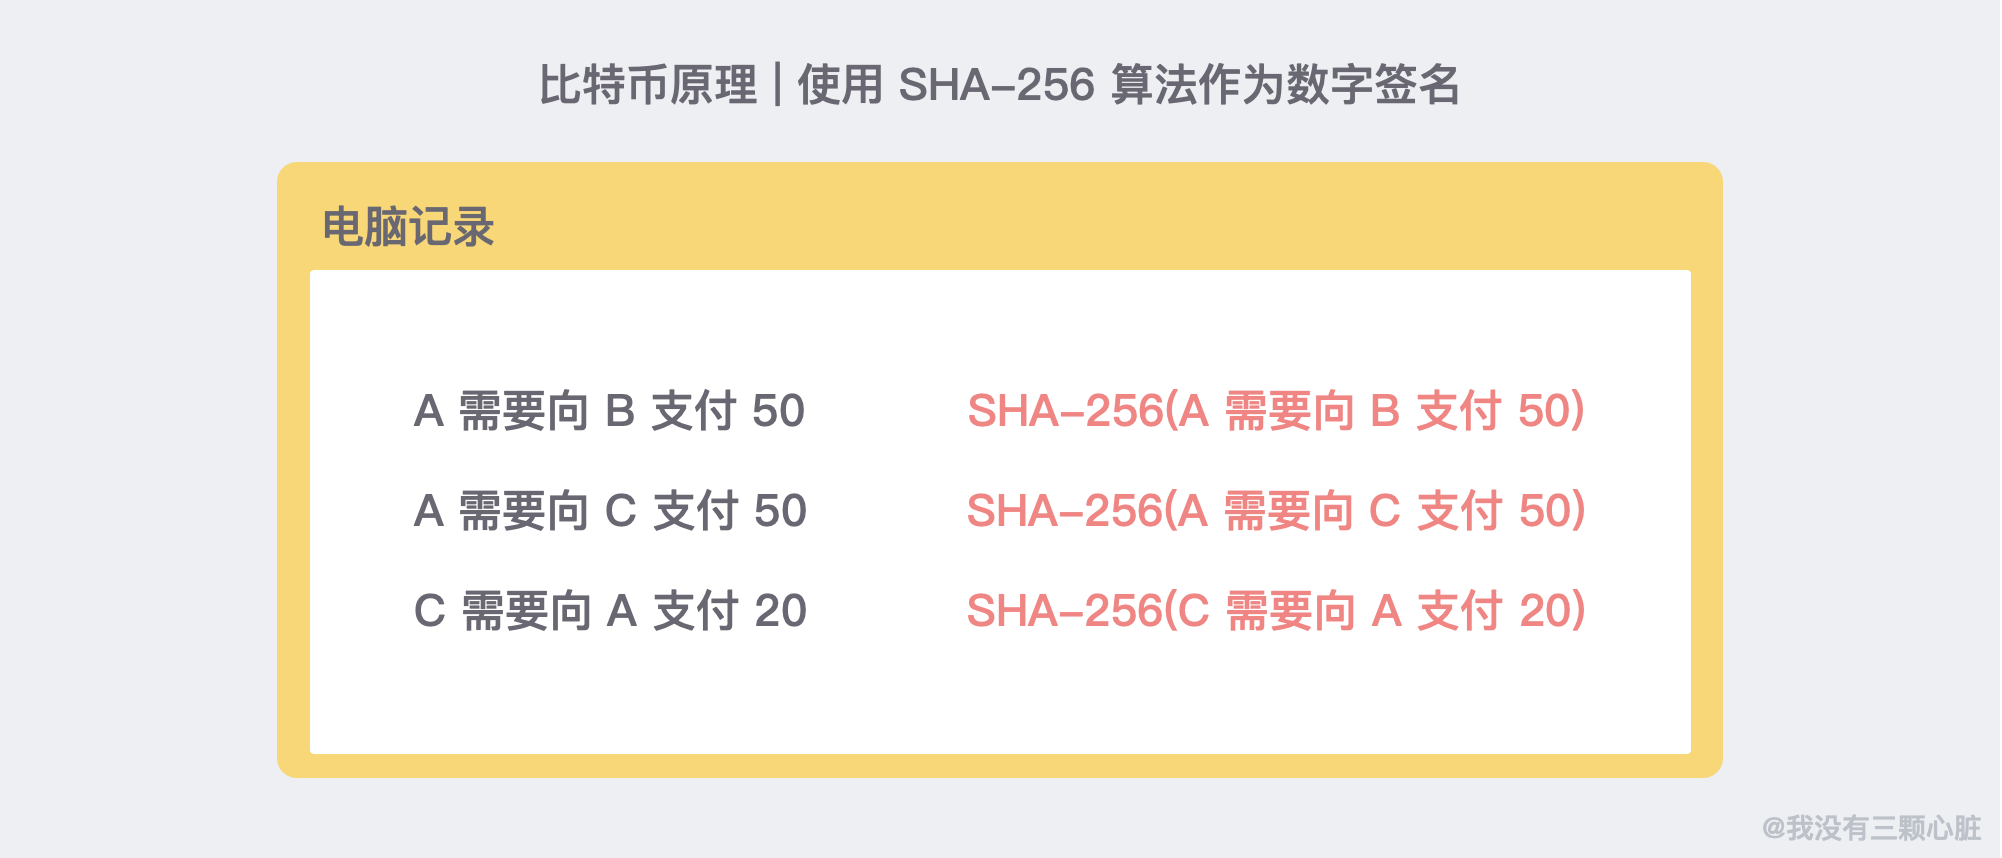 比特币原理 | 使用 SHA-256 算法作为数字签名
电脑记录
A 需要向 B 支付 50 SHA-256(A 需要向 B 支付 50)
A 需要向 C 支付 50 SHA-256(A 需要向 C 支付 50)
C 需要向 A 支付 20 SHA-256(C 需要向 A 支付 20)
@我没有三颗心脏